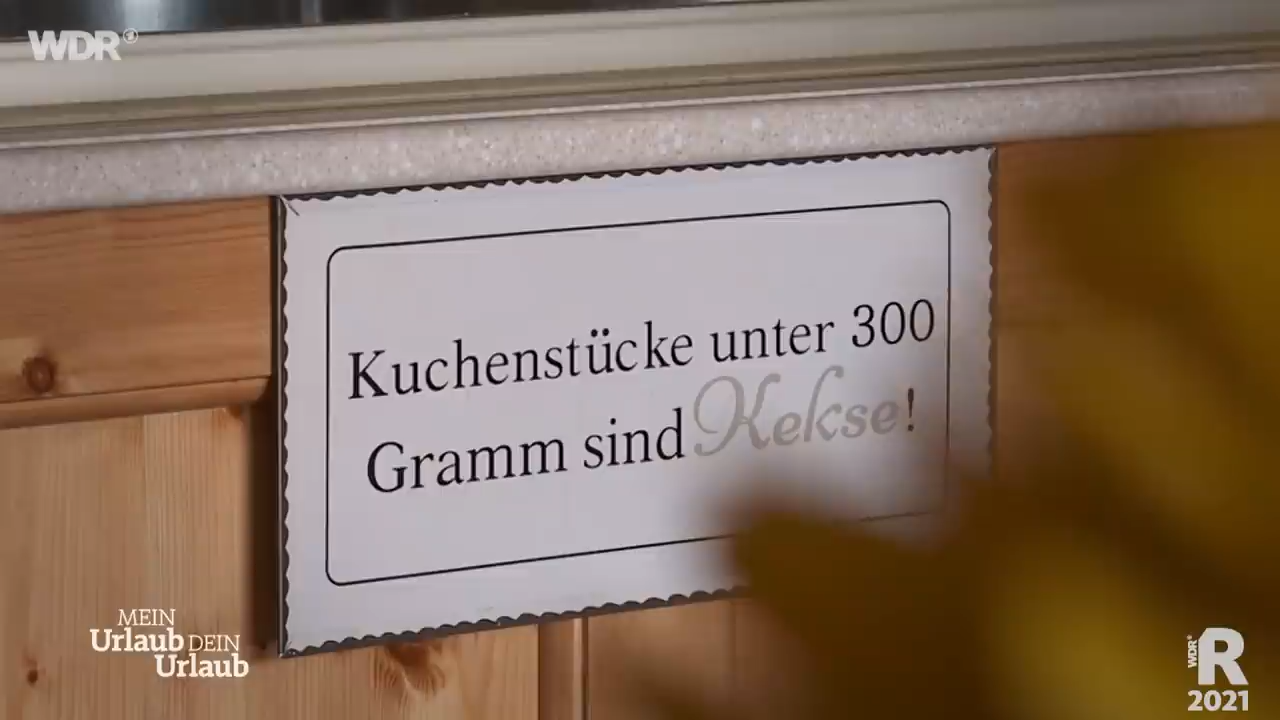 WDR
Kuchenstücke unter 300
Gramm sind Kekse!
MEIN
Urlaub DEIN
Urlaub
WDR R
2021